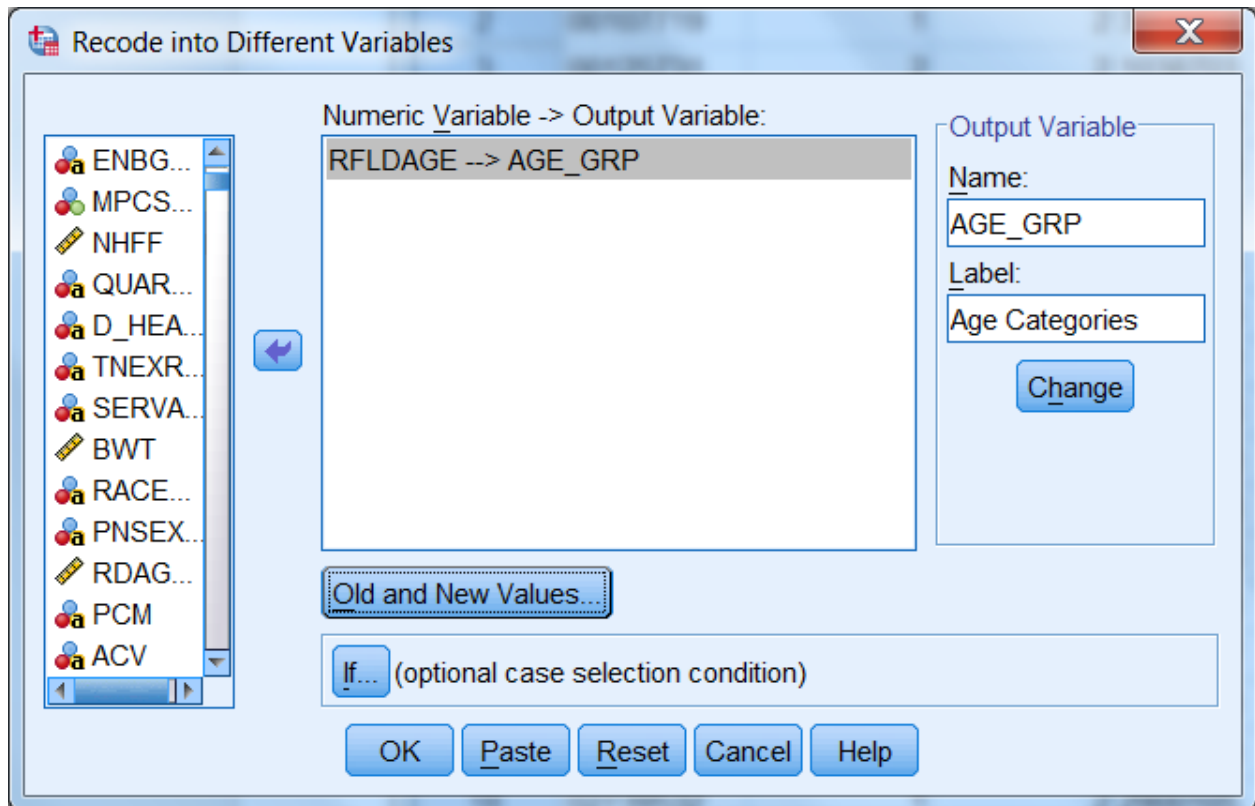 Recode into Different Variables
Numeric Variable -> Output Variable:
ENBG...
MPCS...
NHFF
QUAR...
D_HEA...
TNEXR...
SERVA...
BWT
RACE...
PNSEX...
RDAG...
PCM
ACV
RFLDAGE --> AGE_GRP
Output Variable
Name:
AGE_GRP
Label:
Age Categories
Change
Old and New Values...
If... (optional case selection condition)
OK Paste Reset Cancel Help